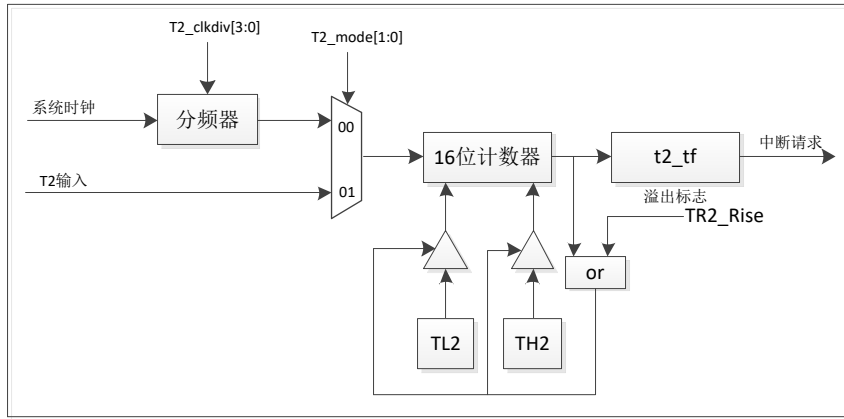 T2_clkdiv[3:0]
T2_mode[1:0]
系统时钟
分频器
00
16位计数器
t2_tf
中断请求
T2输入
01
溢出标志
TR2_Rise
or
TL2
TH2